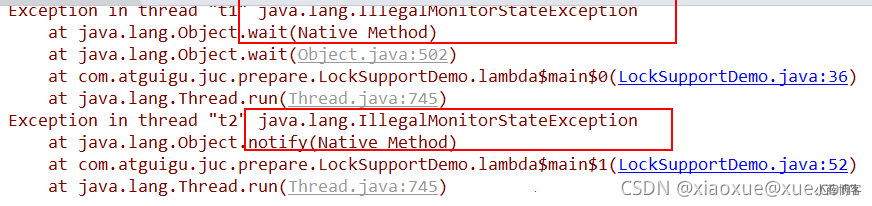 Exception in thread "t1" java.lang.IllegalMonitorStateException
at java.lang.Object.wait(Native Method)
at java.lang.Object.wait(Object.java:502)
at com.atguigu.juc.prepare.LockSupportDemo.lambda$main$0(LockSupportDemo.java:36)
at java.lang.Thread.run(Thread.java:745)
Exception in thread "t2" java.lang.IllegalMonitorStateException
at java.lang.Object.notify(Native Method)
at com.atguigu.juc.prepare.LockSupportDemo.lambda$main$1(LockSupportDemo.java:52)
at java.lang.Thread.run(Thread.java:745)
CSDN @xiaoxue@xue